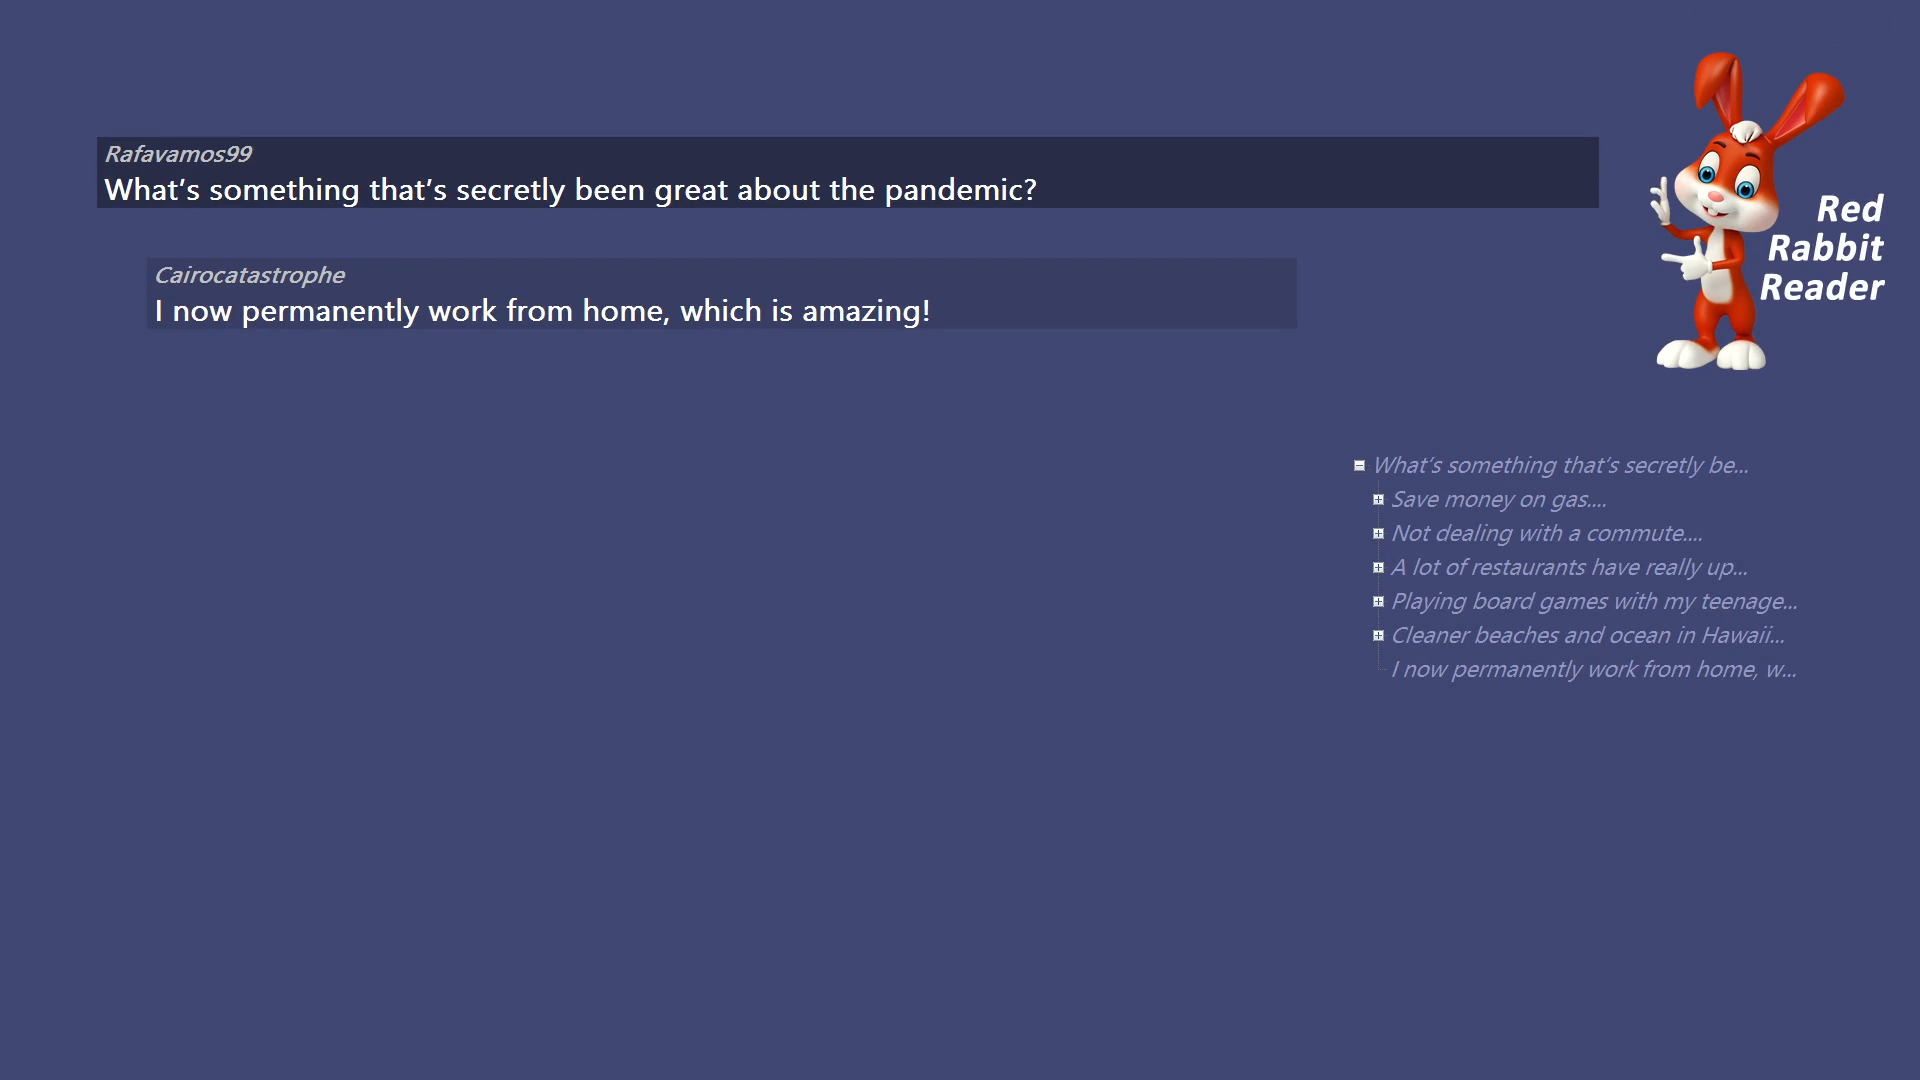 Rafavamos99
What's something that's secretly been great about the pandemic?
Cairocatastrophe
I now permanently work from home, which is amazing!
Red
Rabbit
Reader
What's something that's secretly be...
Save money on gas....
Not dealing with a commute....
A lot of restaurants have really up...
Playing board games with my teenage...
Cleaner beaches and ocean in Hawaii...
I now permanently work from home, w...